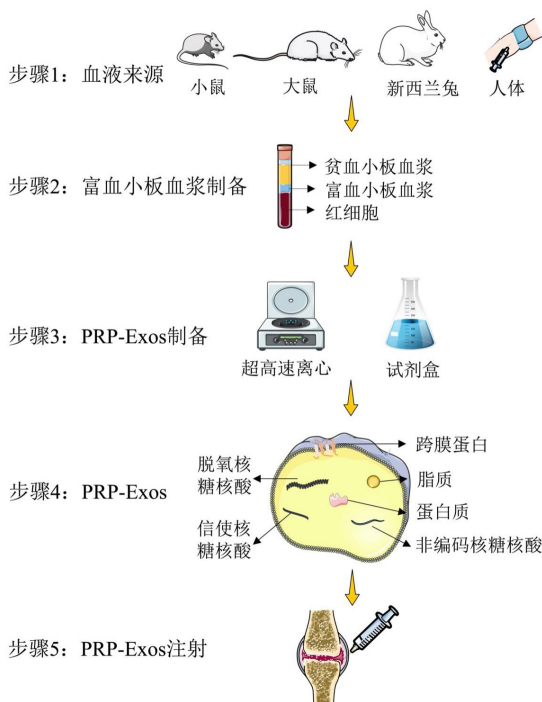 步骤1：血液来源
小鼠
大鼠
新西兰兔
人体
步骤2：富血小板血浆制备
贫血小板血浆
富血小板血浆
红细胞
步骤3：PRP-Exos制备
超高速离心
试剂盒
步骤4：PRP-Exos
脱氧核
糖核酸
信使核
糖核酸
跨膜蛋白
脂质
蛋白质
非编码核糖核酸
步骤5：PRP-Exos注射